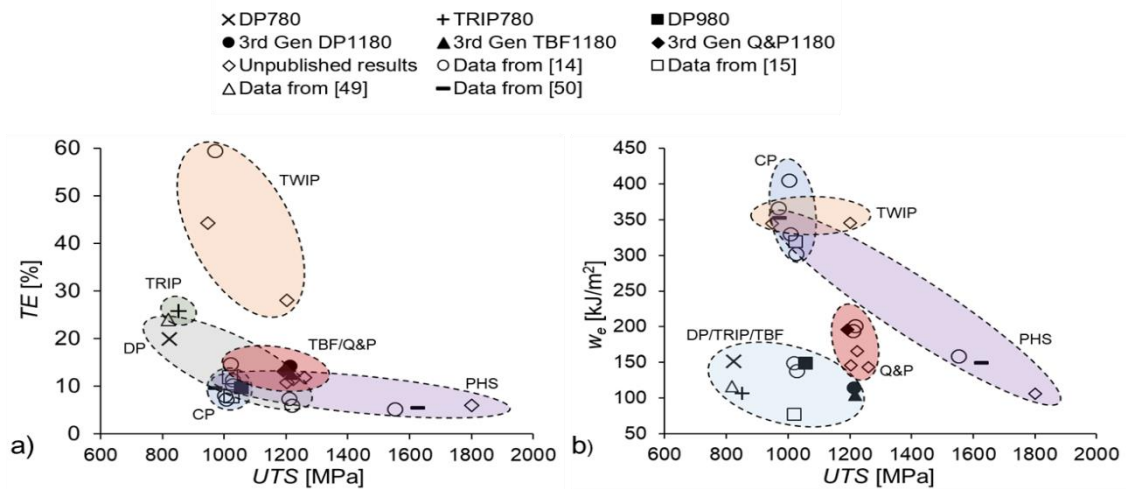 × DP780 + TRIP780 ■ DP980
● 3rd Gen DP1180 ▲ 3rd Gen TBF1180 ◆ 3rd Gen Q&P1180
◇ Unpublished results ○ Data from [14] □ Data from [15]
△ Data from [49] − Data from [50]
a)
TE [%]
60
50
40
30
20
10
0
TWIP
TRIP
DP
TBF/Q&P
CP
PHS
600 800 1000 1200 1400 1600 1800 2000
UTS [MPa]
b)
we [kJ/m²]
450
400
350
300
250
200
150
100
50
CP
TWIP
DP/TRIP/TBF
Q&P
PHS
600 800 1000 1200 1400 1600 1800 2000
UTS [MPa]